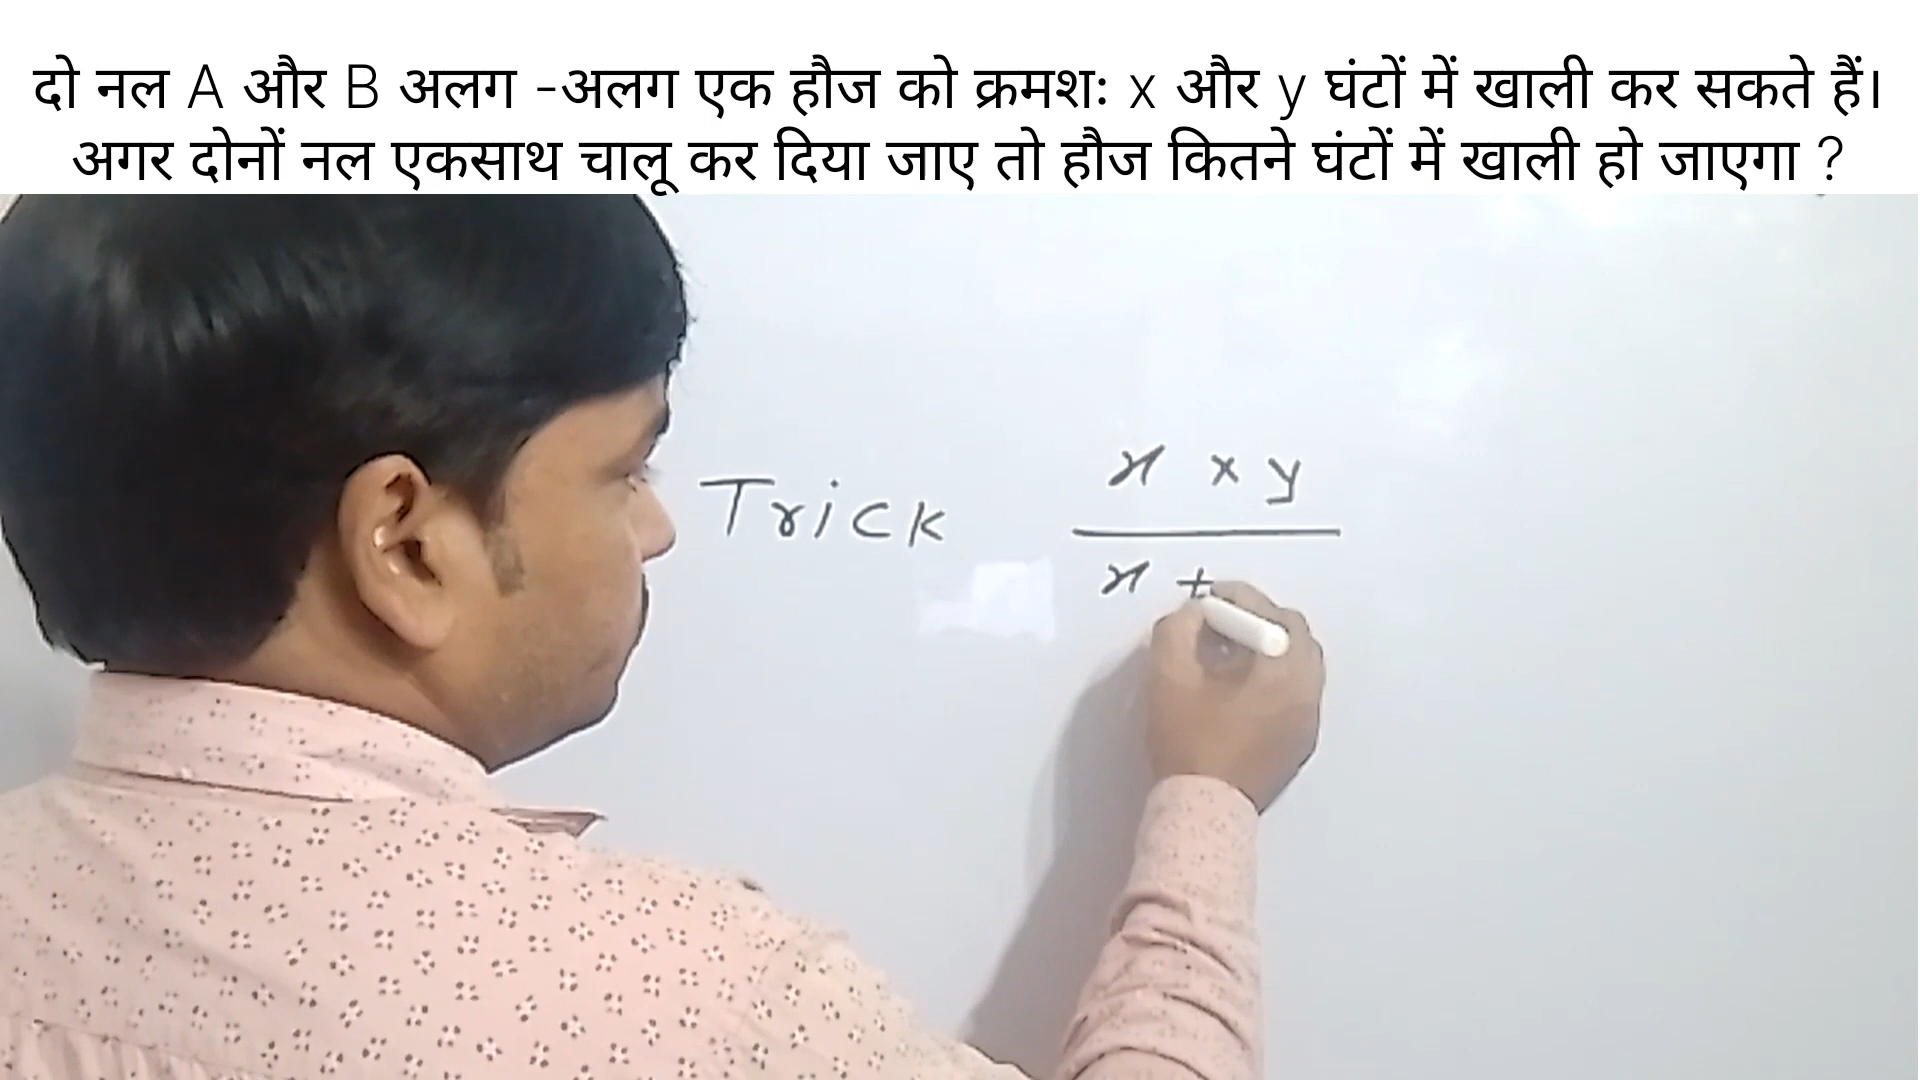 दो नल A और B अलग -अलग एक हौज को क्रमशः x और y घंटों में खाली कर सकते हैं।
अगर दोनों नल एकसाथ चालू कर दिया जाए तो हौज कितने घंटों में खाली हो जाएगा ?
Trick
x × y
x +